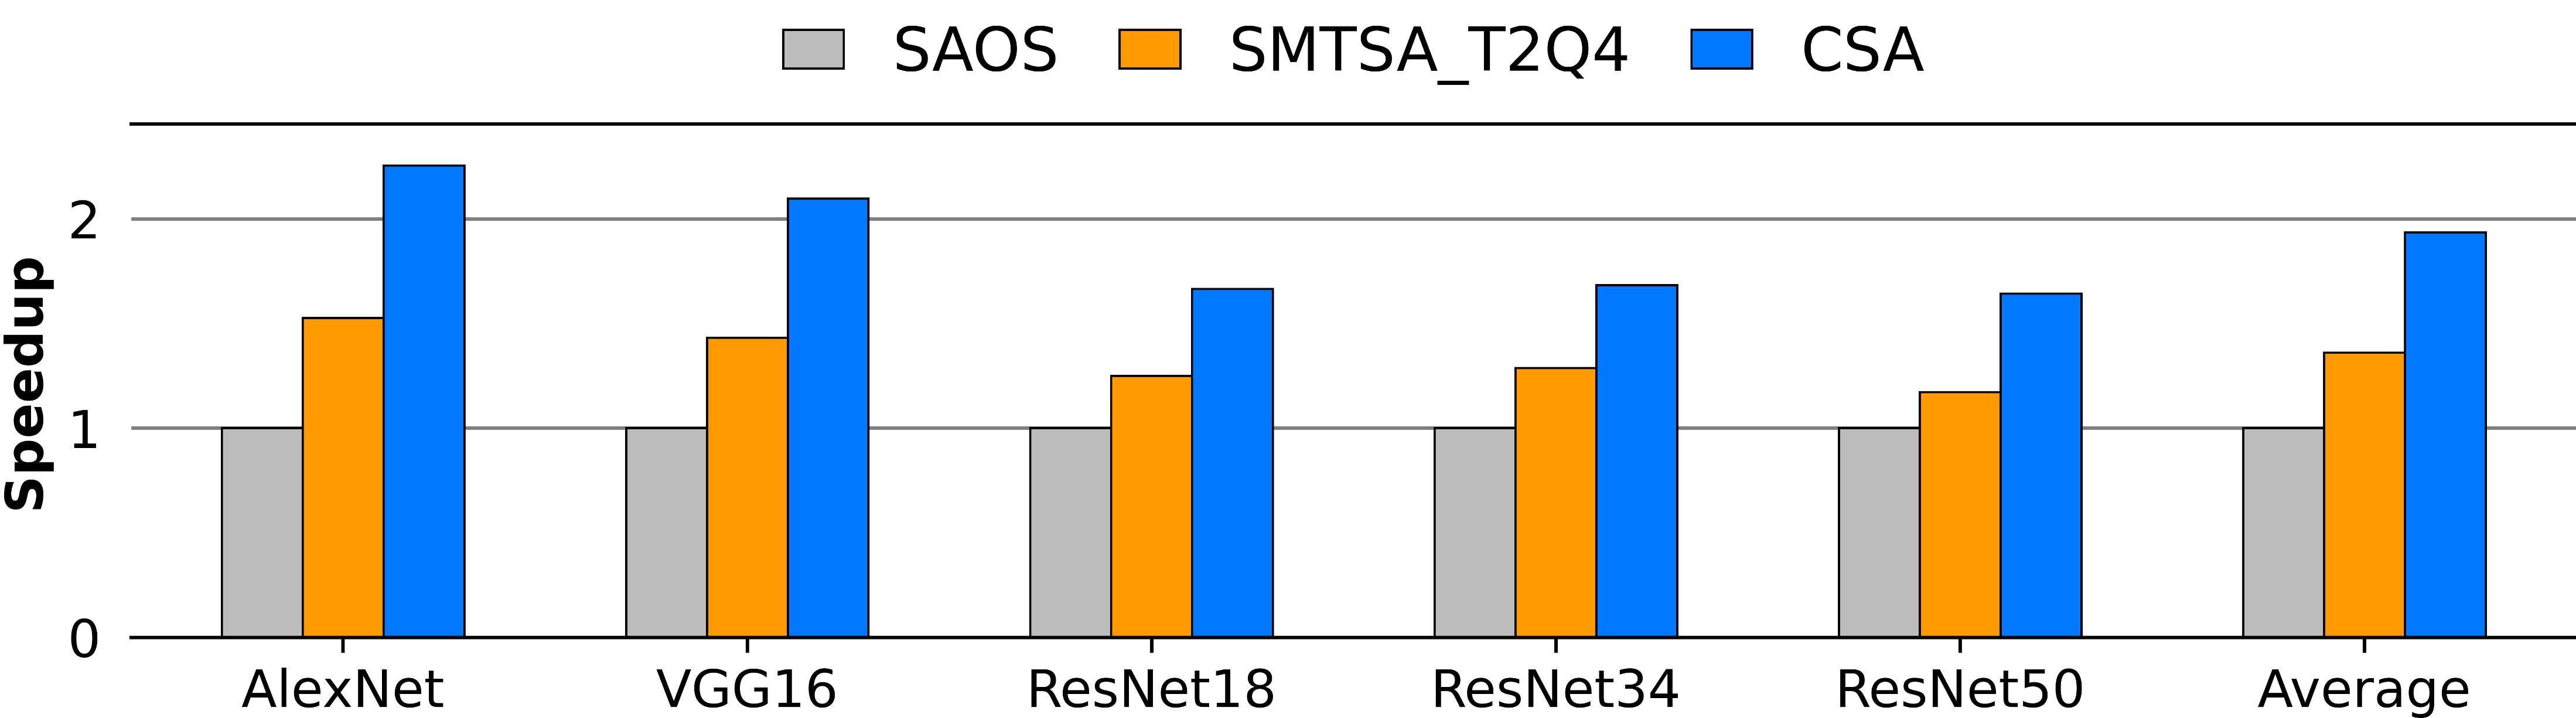 SAOS SMTSA_T2Q4 CSA
Speedup
2
1
0
AlexNet VGG16 ResNet18 ResNet34 ResNet50 Average